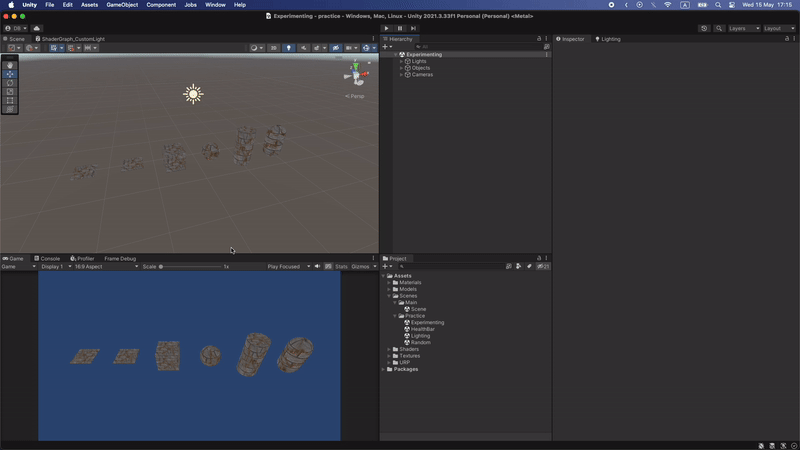 Unity File Edit Assets GameObject Component Jobs Window Help Wed 15 May 17:15
Experimenting - practice - Windows, Mac, Linux - Unity 2021.3.33f1 Personal (Personal) <Metal>
DB Layers Layout
Scene ShaderGraph_CustomLight
Persp
Hierarchy
All
Experimenting
Lights
Objects
Cameras
Inspector Lighting
Game Console Profiler Frame Debug
Game Display 1 16:9 Aspect Scale 1x Play Focused Stats Gizmos
Project
21
Assets
Materials
Models
Scenes
Main
Scene
Practice
Experimenting
HealthBar
Lighting
Random
Shaders
Textures
URP
Packages